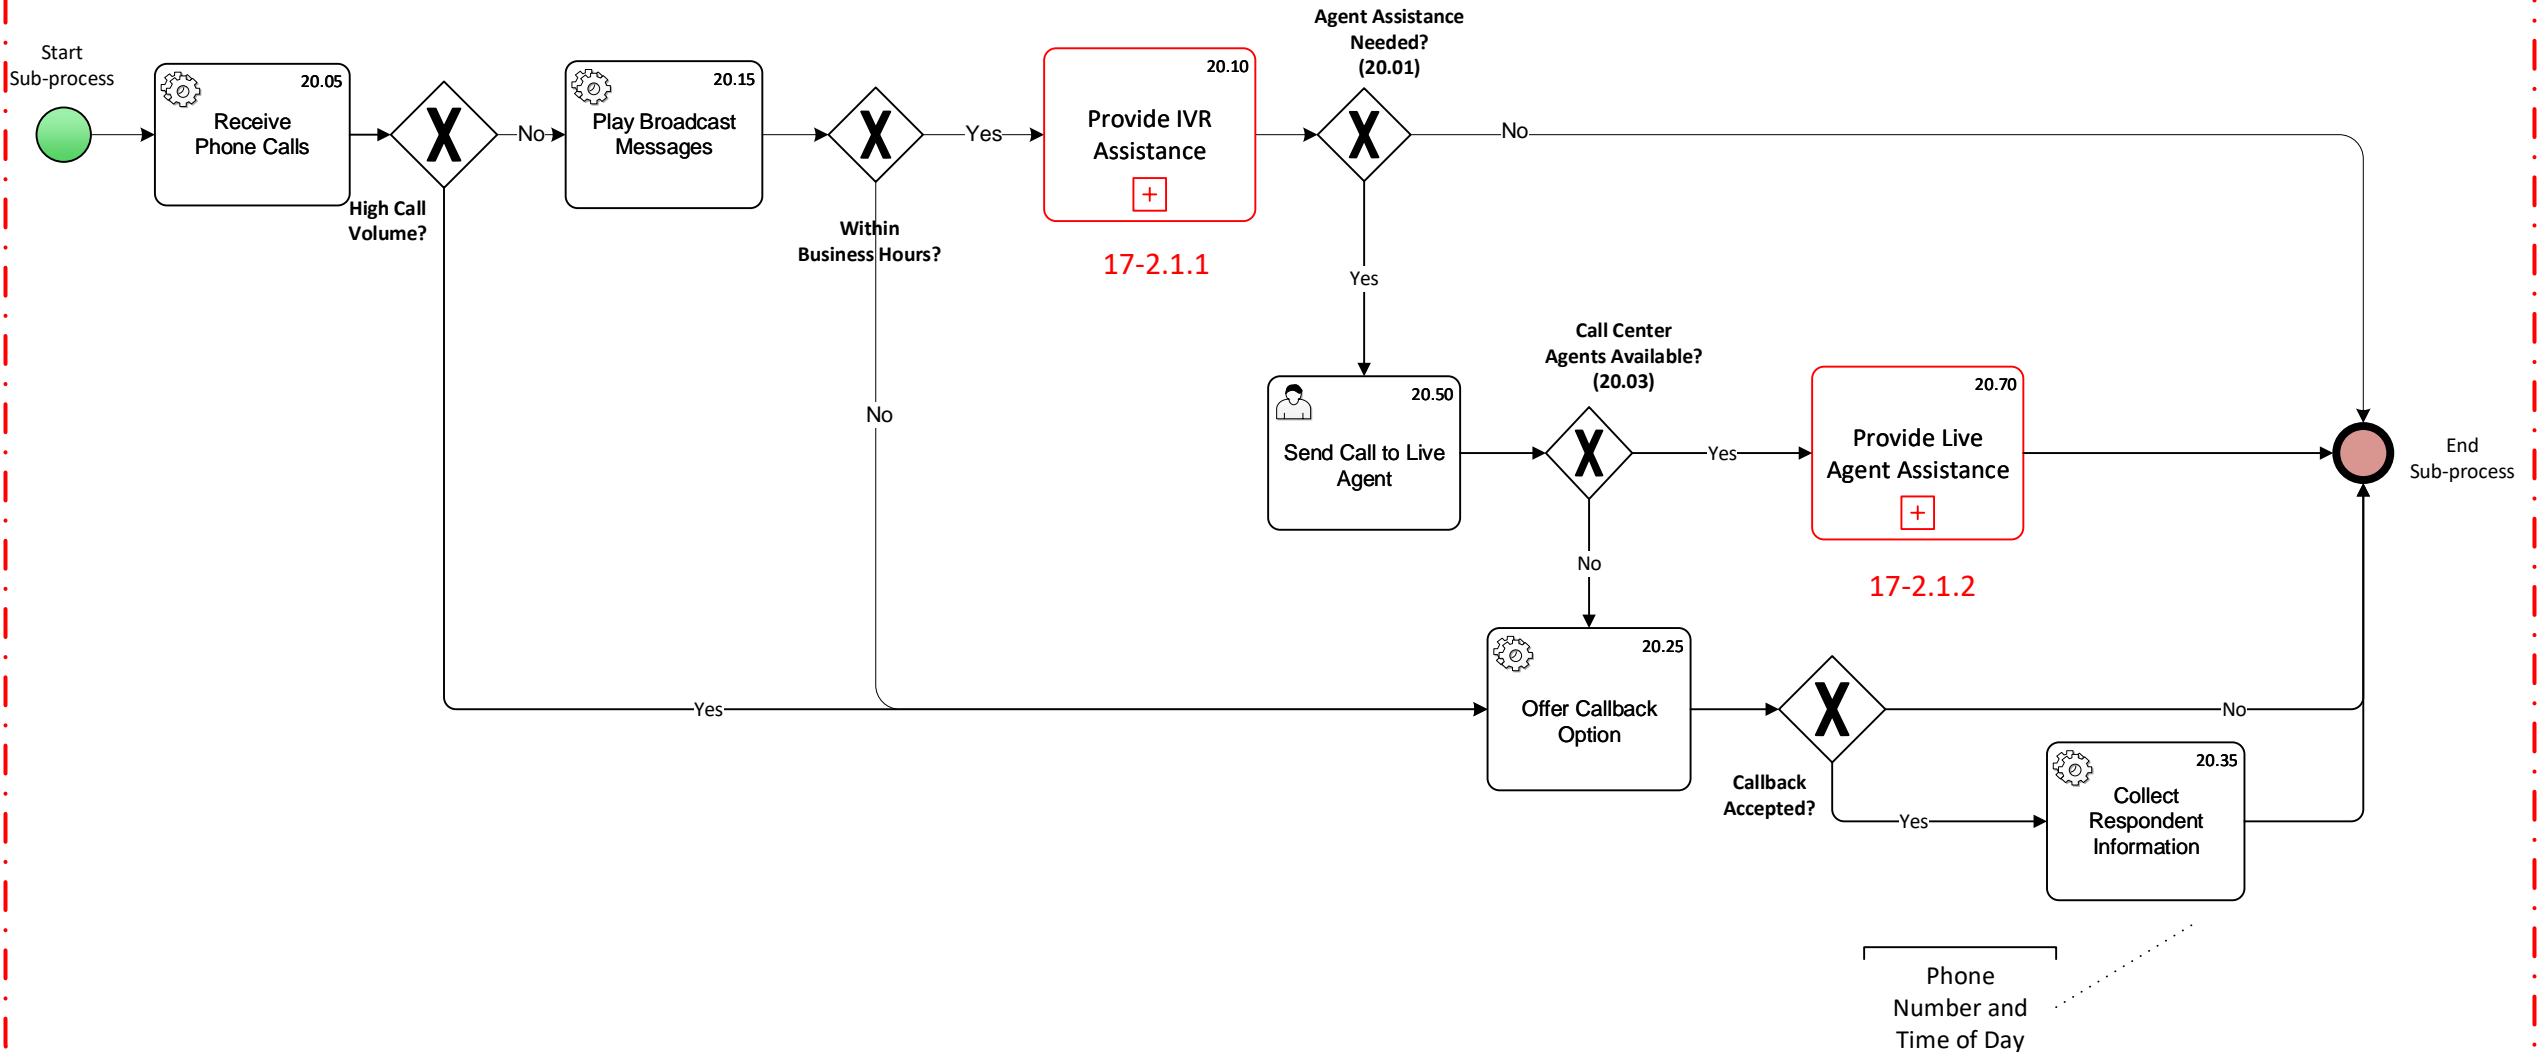 Start
Sub-process
20.05
Receive
Phone Calls
High Call
Volume?
No
20.15
Play Broadcast
Messages
Within
Business Hours?
Yes
20.10
Provide IVR
Assistance
+
17-2.1.1
Agent Assistance
Needed?
(20.01)
No
Yes
No
20.50
Send Call to Live
Agent
Call Center
Agents Available?
(20.03)
Yes
20.70
Provide Live
Agent Assistance
+
17-2.1.2
End
Sub-process
No
Yes
20.25
Offer Callback
Option
Callback
Accepted?
No
Yes
20.35
Collect
Respondent
Information
Phone
Number and
Time of Day